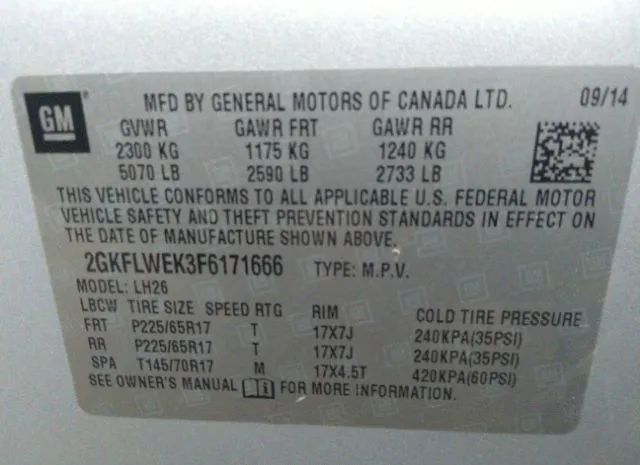 GM
MFD BY GENERAL MOTORS OF CANADA LTD. 09/14
GVWR GAWR FRT GAWR RR
2300 KG 1175 KG 1240 KG
5070 LB 2590 LB 2733 LB
THIS VEHICLE CONFORMS TO ALL APPLICABLE U.S. FEDERAL MOTOR
VEHICLE SAFETY AND THEFT PREVENTION STANDARDS IN EFFECT ON
THE DATE OF MANUFACTURE SHOWN ABOVE.
2GKFLWEK3F6171666 TYPE: M.P.V.
MODEL: LH26
LBCW TIRE SIZE SPEED RTG RIM COLD TIRE PRESSURE
FRT P225/65R17 T 17X7J 240KPA(35PSI)
RR P225/65R17 T 17X7J 240KPA(35PSI)
SPA T145/70R17 M 17X4.5T 420KPA(60PSI)
SEE OWNER'S MANUAL FOR MORE INFORMATION.